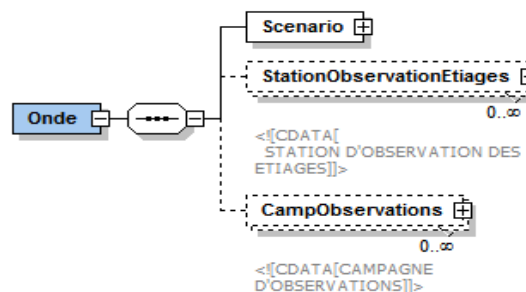 Scenario
StationObservationEtiages
0..∞
<![CDATA[
STATION D'OBSERVATION DES
ETIAGES]]>
Onde
CampObservations
0..∞
<![CDATA[CAMPAGNE
D'OBSERVATIONS]]>